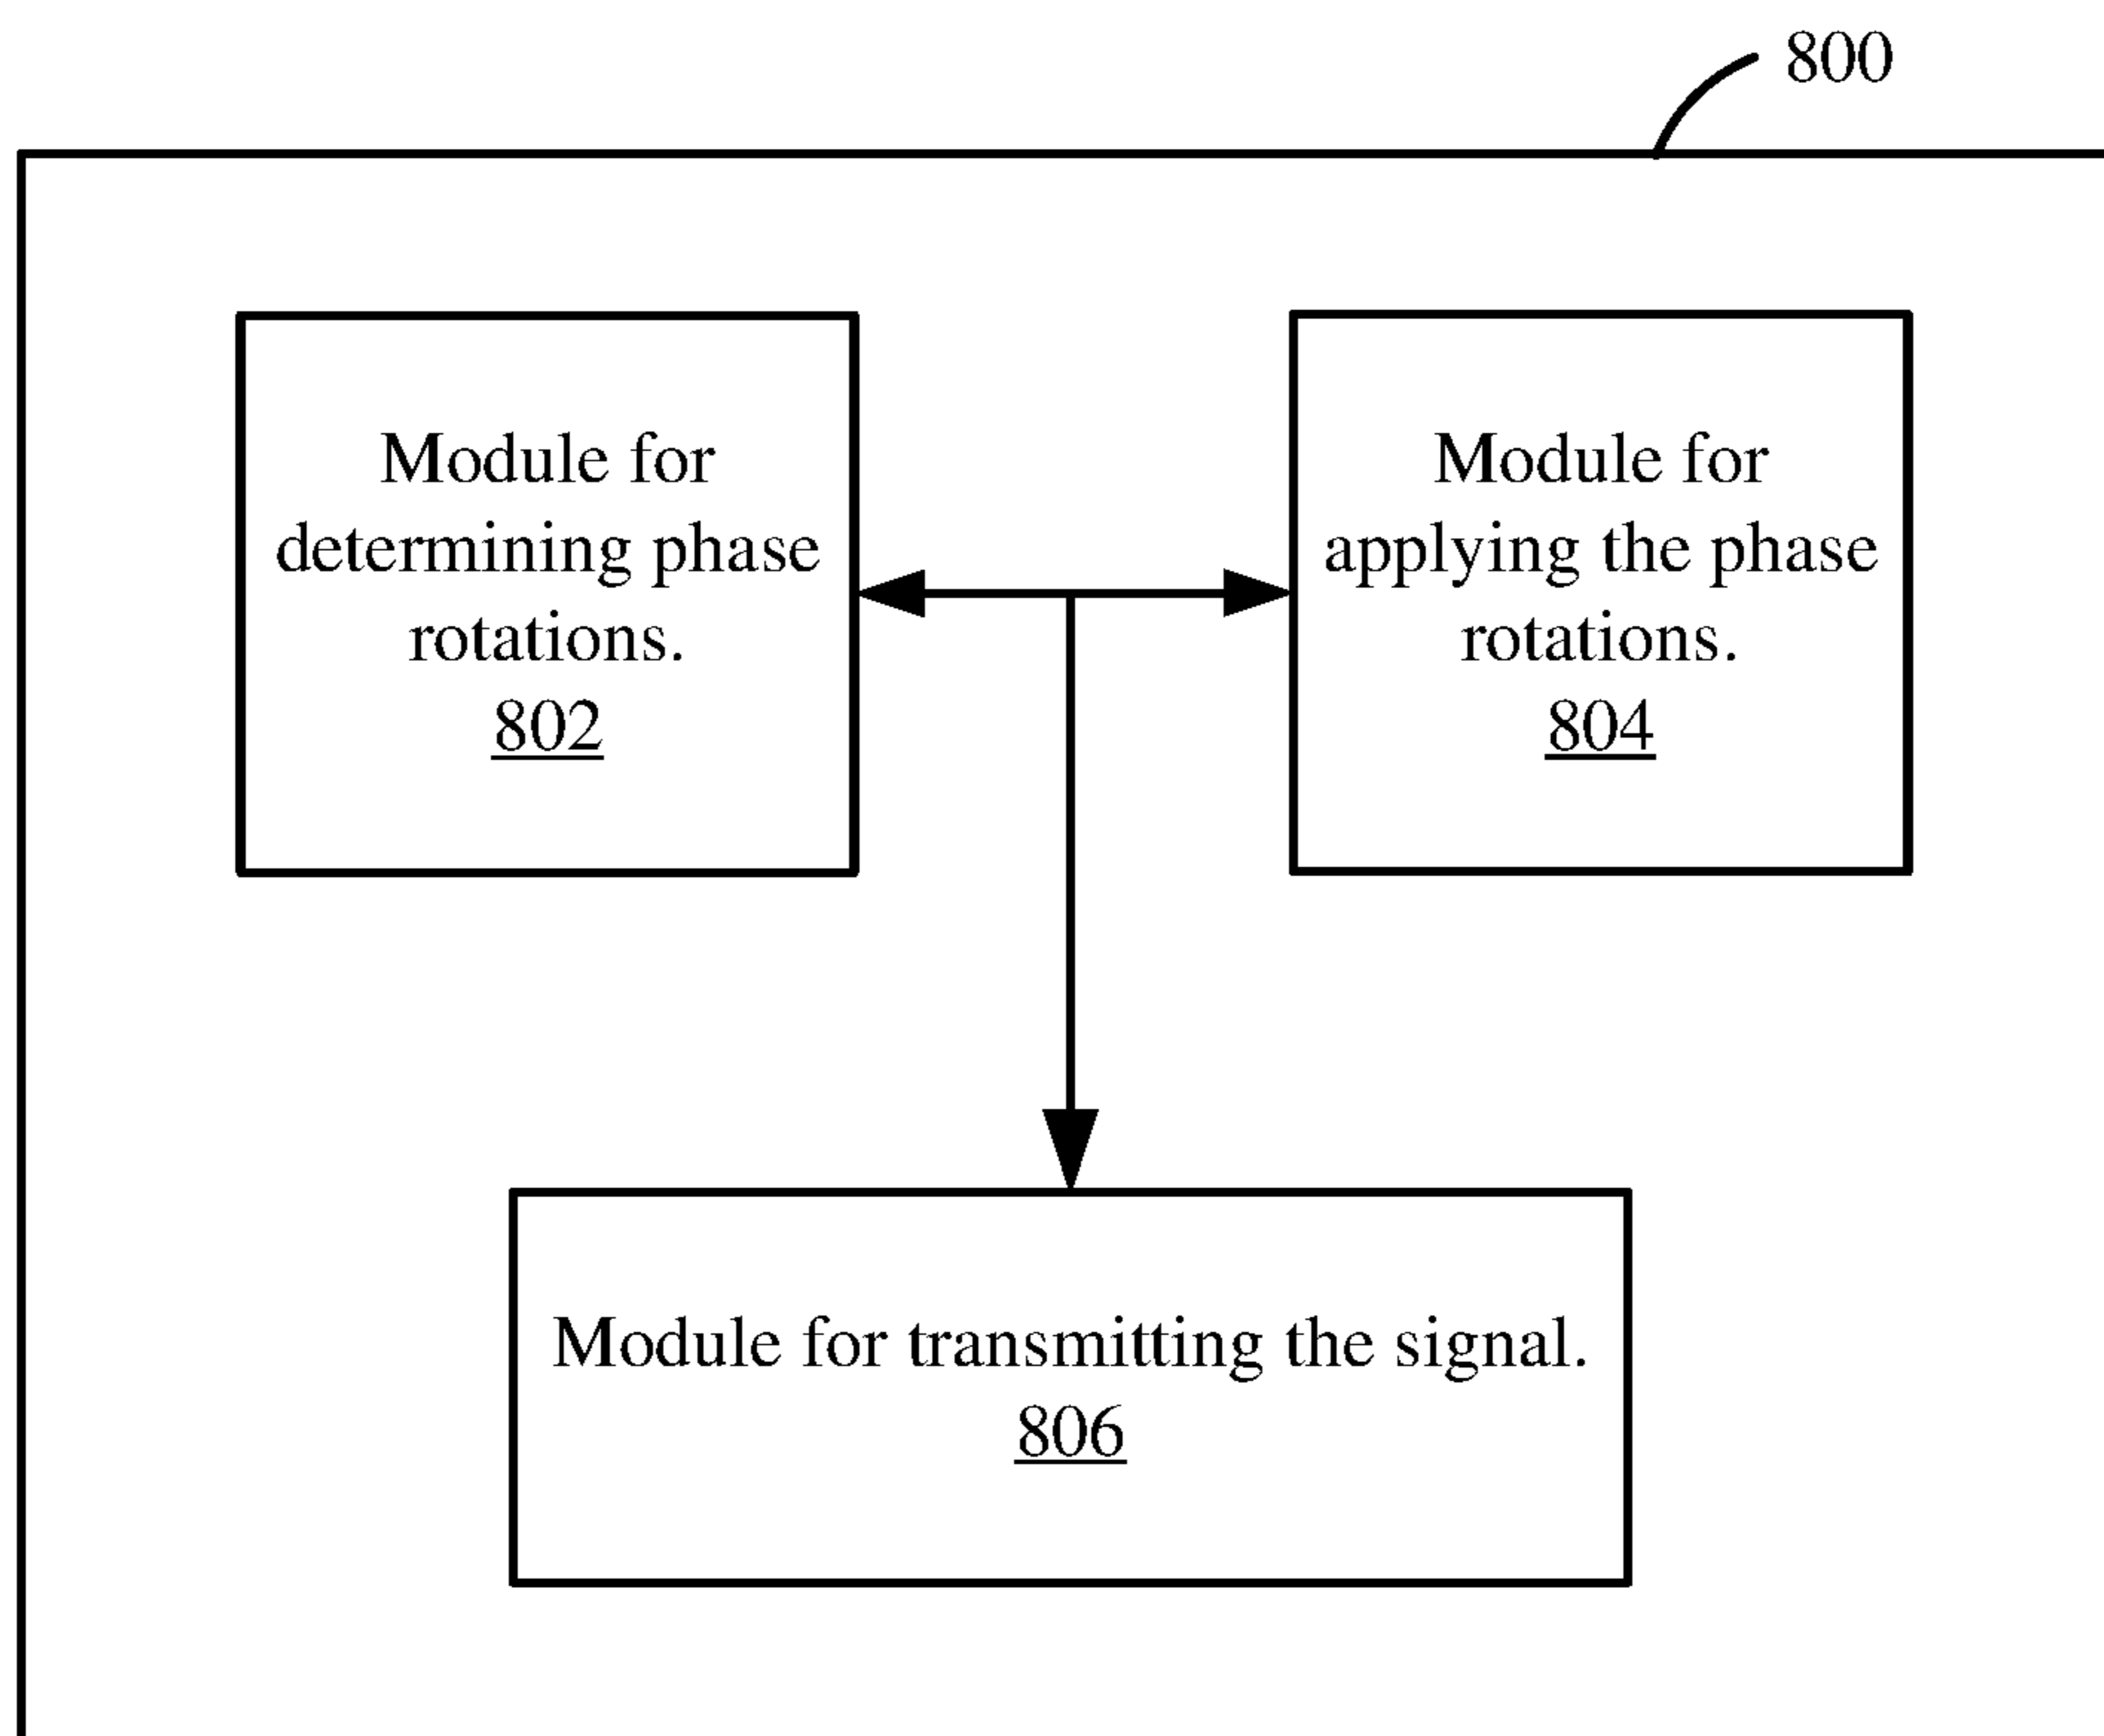 800
Module for
determining phase
rotations.
802
Module for
applying the phase
rotations.
804
Module for transmitting the signal.
806